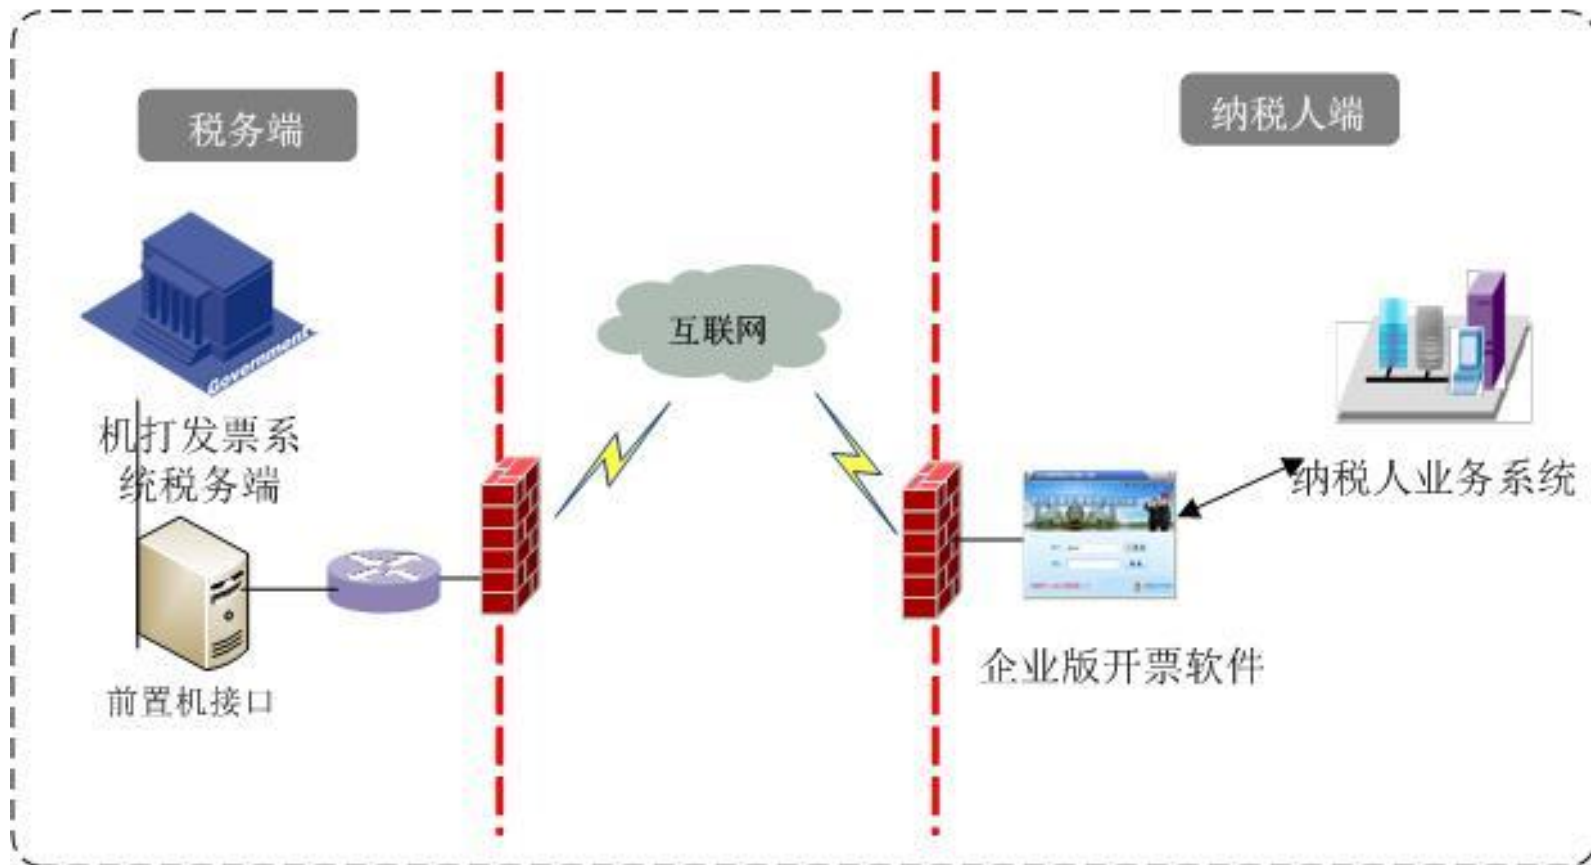 税务端
纳税人端
Government
互联网
机打发票系
统税务端
纳税人业务系统
企业版开票软件
前置机接口